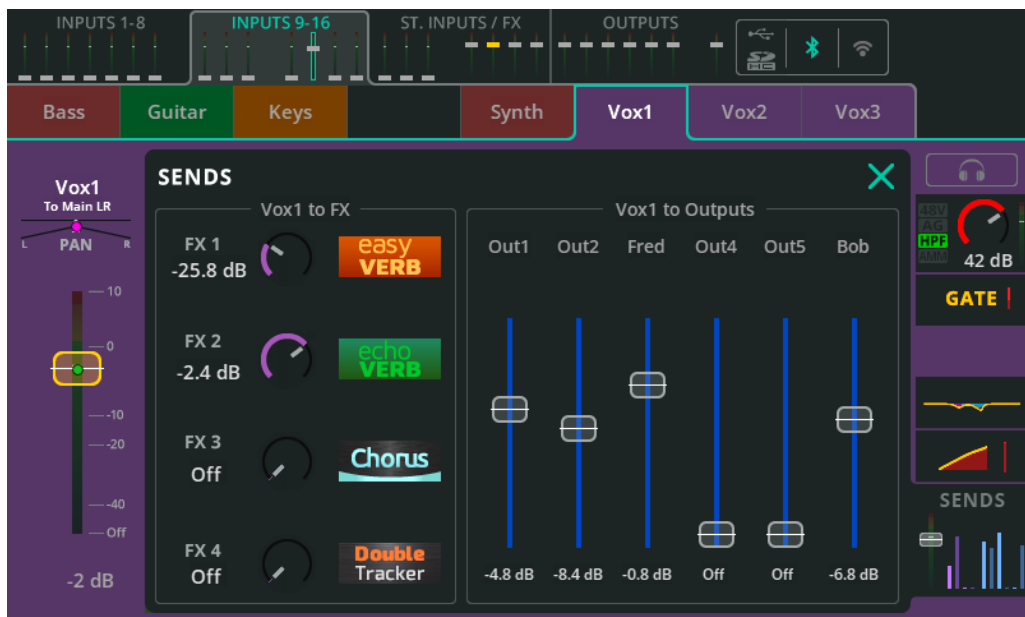 INPUTS 1-8 INPUTS 9-16 ST. INPUTS / FX OUTPUTS
Bass Guitar Keys Synth Vox1 Vox2 Vox3
Vox1
To Main LR
L PAN R
10
0
-10
-20
-40
Off
-2 dB
SENDS
Vox1 to FX
FX 1
-25.8 dB
easy
VERB
FX 2
-2.4 dB
echo
VERB
FX 3
Off
Chorus
FX 4
Off
Double
Tracker
Vox1 to Outputs
Out1 Out2 Fred Out4 Out5 Bob
-4.8 dB -8.4 dB -0.8 dB Off Off -6.8 dB
48V
AG
HPF
AMM
42 dB
GATE
SENDS